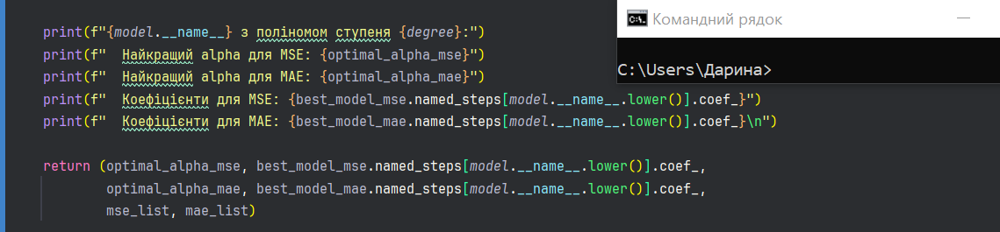 print(f"{model.__name__} з поліномом ступеня {degree}:")
print(f"  Найкращий alpha для MSE: {optimal_alpha_mse}")
print(f"  Найкращий alpha для MAE: {optimal_alpha_mae}")
print(f"  Коефіцієнти для MSE: {best_model_mse.named_steps[model.__name__.lower()].coef_}")
print(f"  Коефіцієнти для MAE: {best_model_mae.named_steps[model.__name__.lower()].coef_}\n")
return (optimal_alpha_mse, best_model_mse.named_steps[model.__name__.lower()].coef_,
        optimal_alpha_mae, best_model_mae.named_steps[model.__name__.lower()].coef_,
        mse_list, mae_list)
Командний рядок
C:\Users\Дарина>